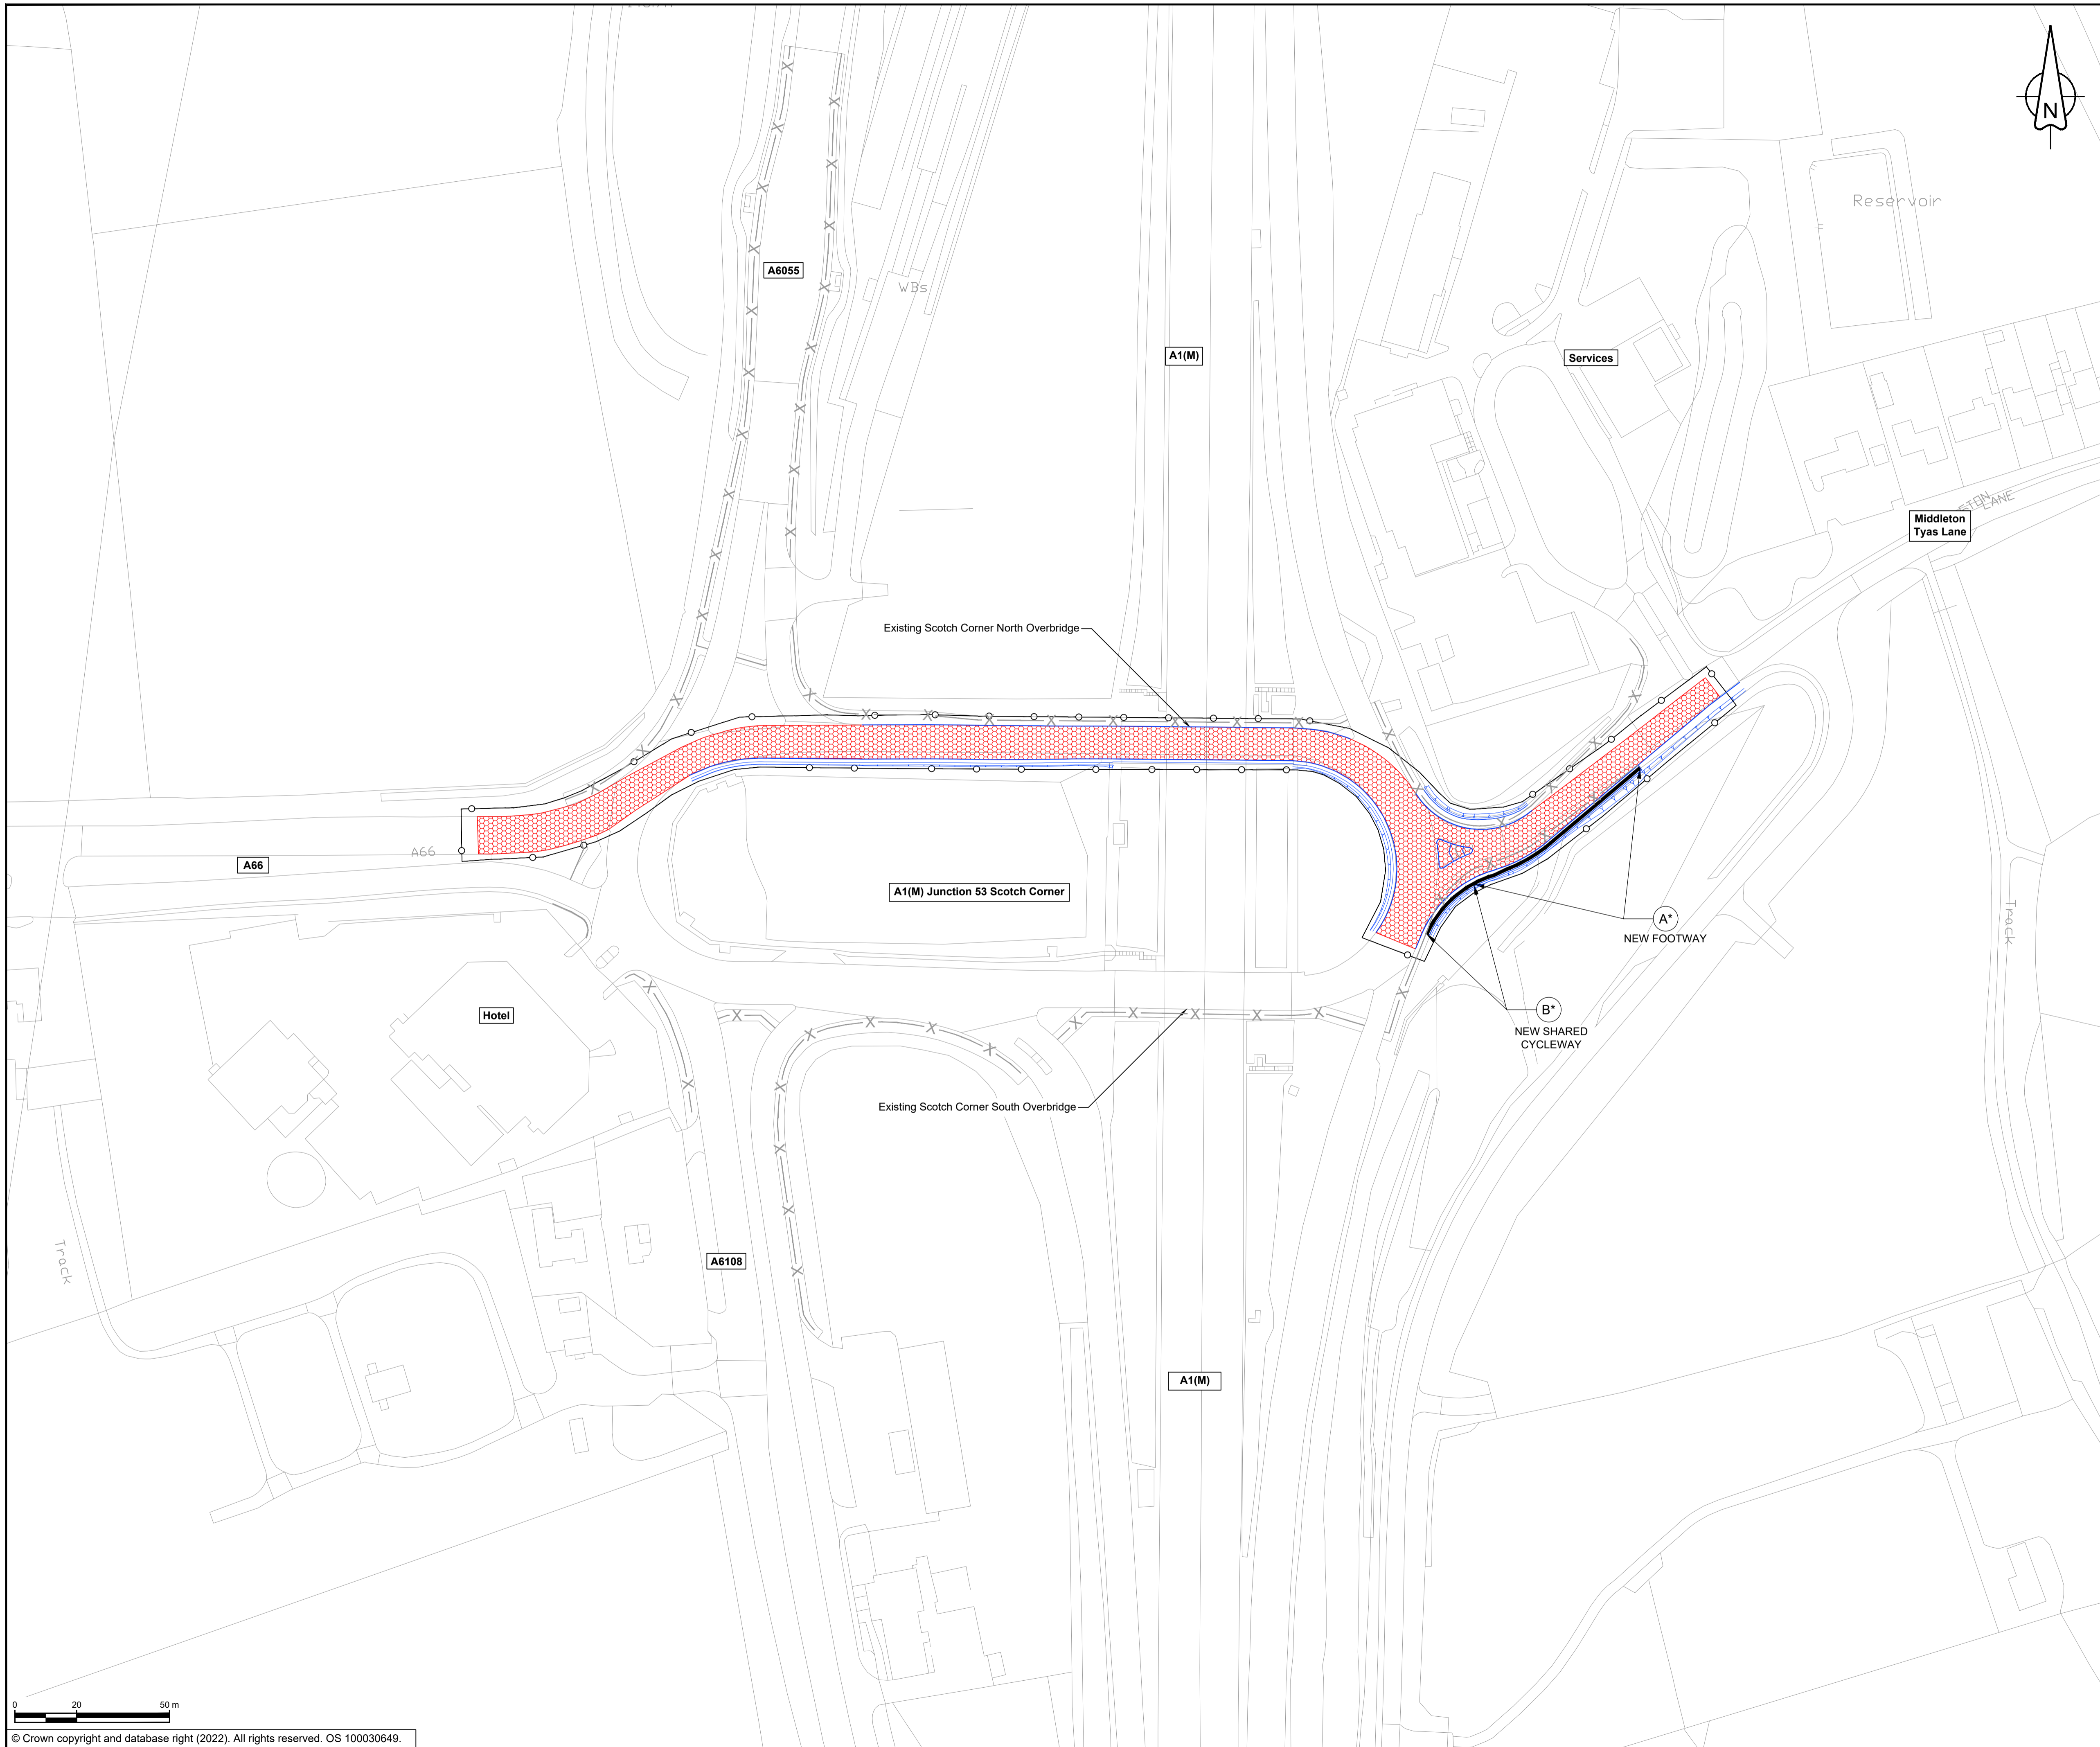 N
Reservoir
A6055
WBs
A1(M)
Services
LANE
Middleton
Tyas Lane
Existing Scotch Corner North Overbridge
A66
A66
A1(M) Junction 53 Scotch Corner
A*
NEW FOOTWAY
Track
B*
NEW SHARED
CYCLEWAY
Hotel
Existing Scotch Corner South Overbridge
Track
A6108
A1(M)
0 20 50 m
© Crown copyright and database right (2022). All rights reserved. OS 100030649.